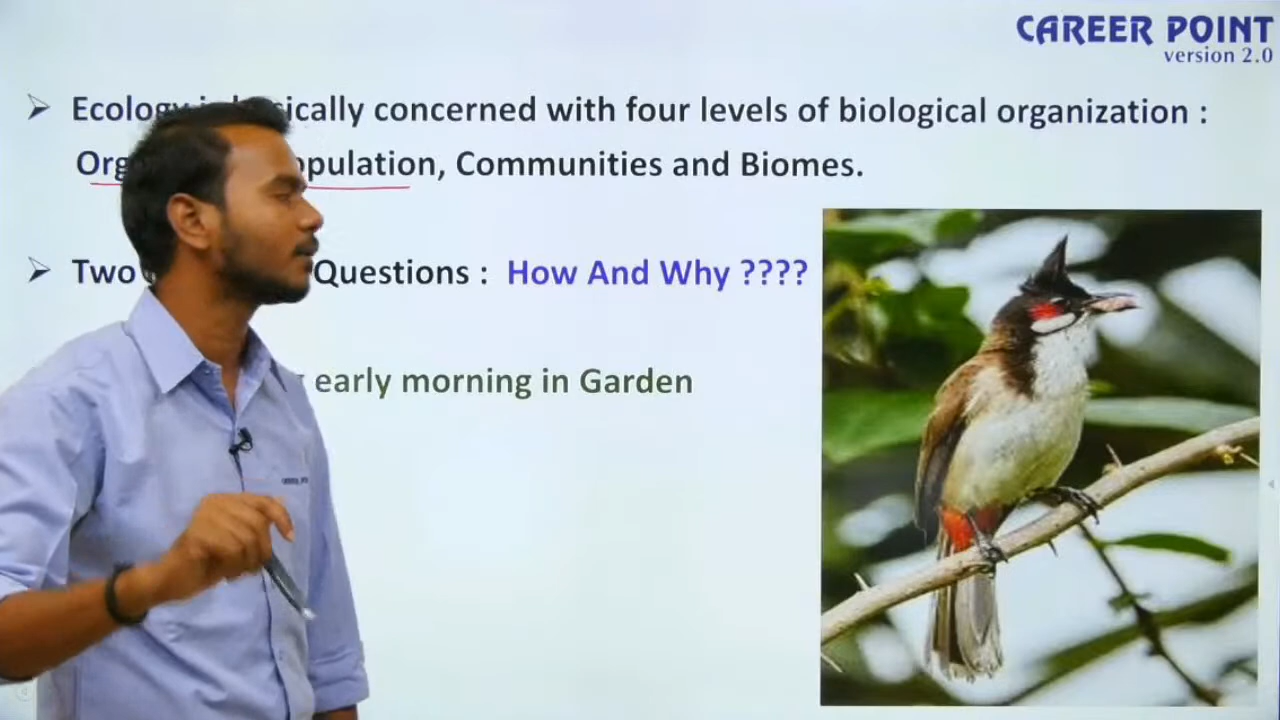 CAREER POINT
version 2.0
Ecology ically concerned with four levels of biological organization :
Org pulation, Communities and Biomes.
Two Questions : How And Why ????
early morning in Garden